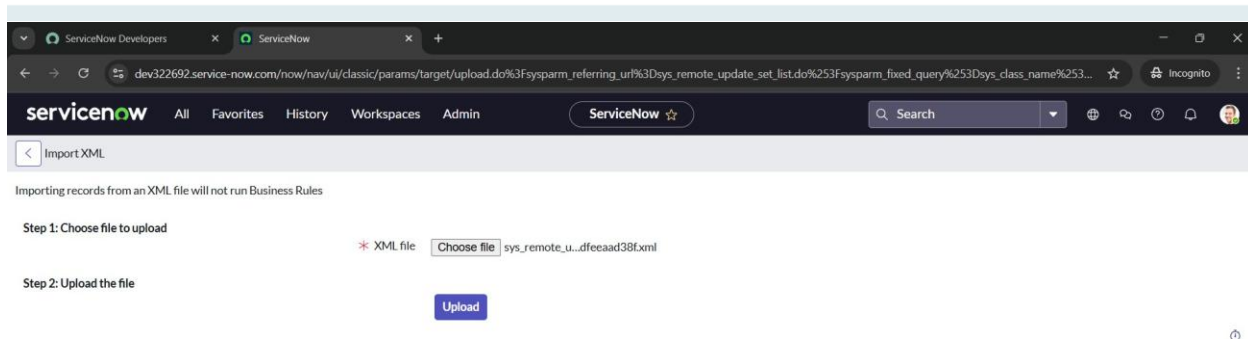 ServiceNow Developers ServiceNow
dev322692.service-now.com/now/nav/ui/classic/params/target/upload.do%3Fsysparm_referring_url%3Dsys_remote_update_set_list.do%253Fsysparm_fixed_query%253Dsys_class_name%253... Incognito
servicenow All Favorites History Workspaces Admin ServiceNow Search
Import XML
Importing records from an XML file will not run Business Rules
Step 1: Choose file to upload
* XML file Choose file sys_remote_u...dfeeaad38f.xml
Step 2: Upload the file
Upload